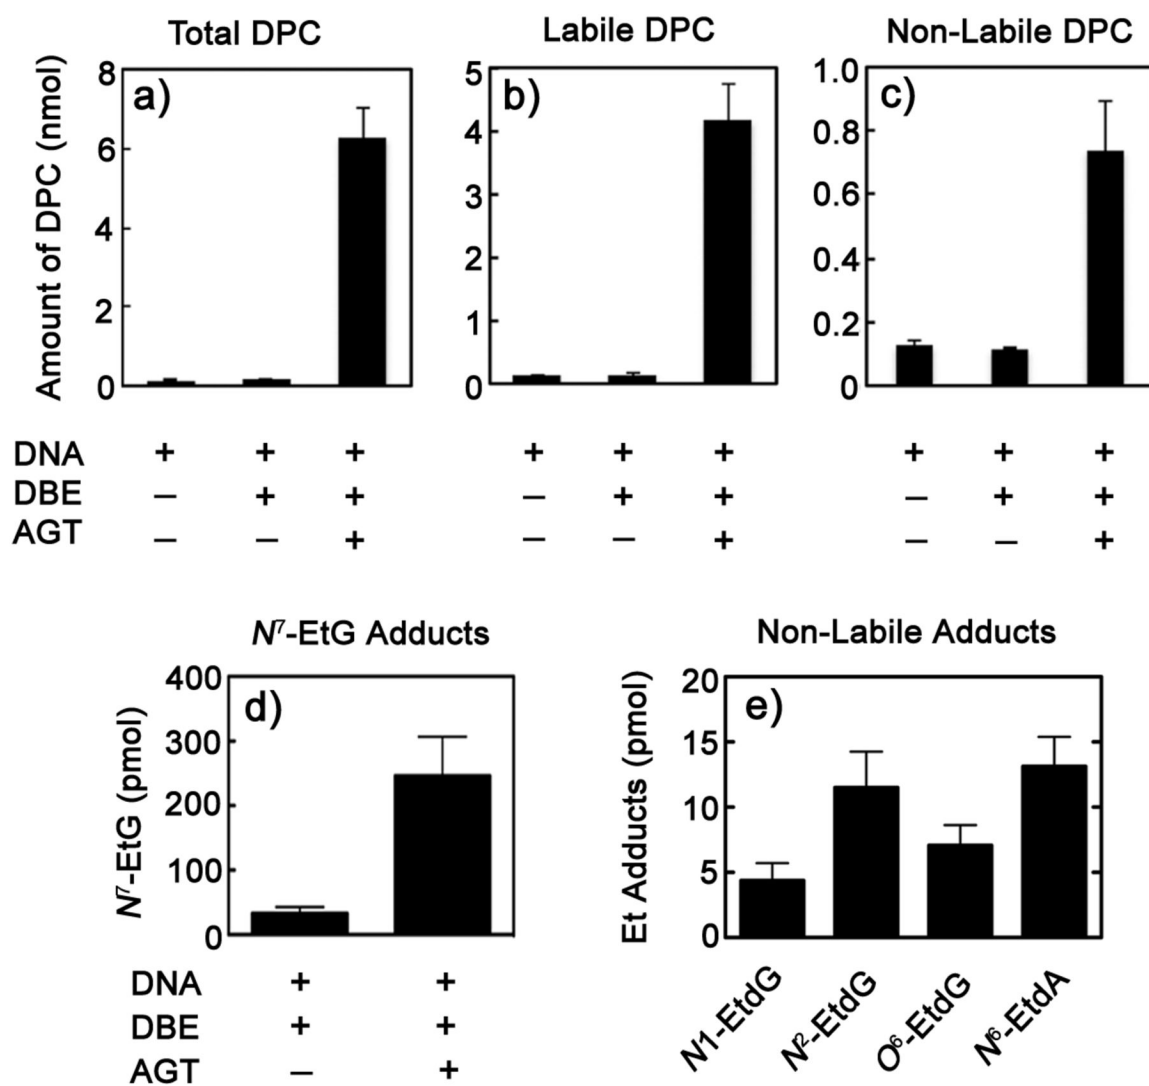 Total DPC
Labile DPC
Non-Labile DPC
Amount of DPC (nmol)
a)
8
6
4
2
0
b)
5
4
3
2
1
0
c)
1.0
0.8
0.6
0.4
0.2
0
DNA + + + + + + + + +
DBE – + + – + + – + +
AGT – – + – – + – – +
N7-EtG Adducts
Non-Labile Adducts
N7-EtG (pmol)
d)
400
300
200
100
0
DNA + +
DBE + +
AGT – +
Et Adducts (pmol)
e)
20
15
10
5
0
N1-EtdG
N2-EtdG
O6-EtdG
N6-EtdA